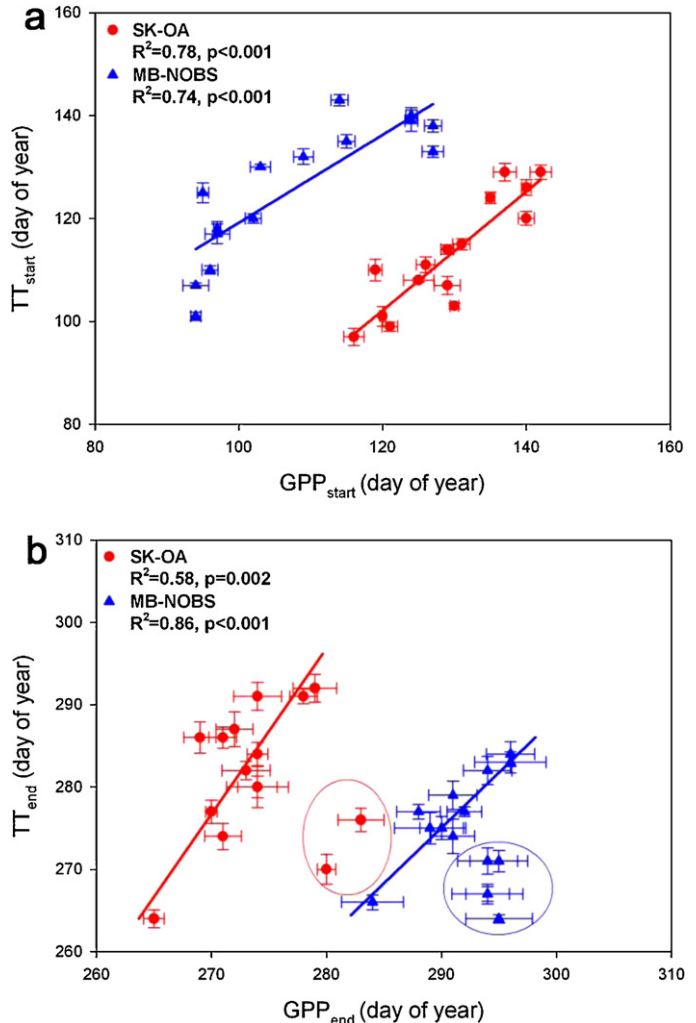 a
SK-OA
R²=0.78, p<0.001
MB-NOBS
R²=0.74, p<0.001
160
140
120
100
80
TTstart (day of year)
80 100 120 140 160
GPPstart (day of year)
b
SK-OA
R²=0.58, p=0.002
MB-NOBS
R²=0.86, p<0.001
310
300
290
280
270
260
TTend (day of year)
260 270 280 290 300 310
GPPend (day of year)